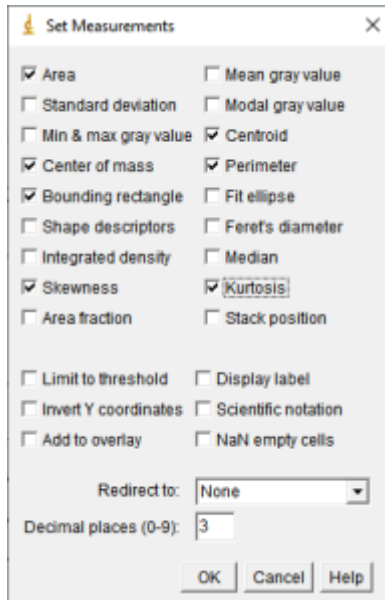 Set Measurements
Area Mean gray value
Standard deviation Modal gray value
Min & max gray value Centroid
Center of mass Perimeter
Bounding rectangle Fit ellipse
Shape descriptors Feret's diameter
Integrated density Median
Skewness Kurtosis
Area fraction Stack position
Limit to threshold Display label
Invert Y coordinates Scientific notation
Add to overlay NaN empty cells
Redirect to: None
Decimal places (0-9): 3
OK Cancel Help